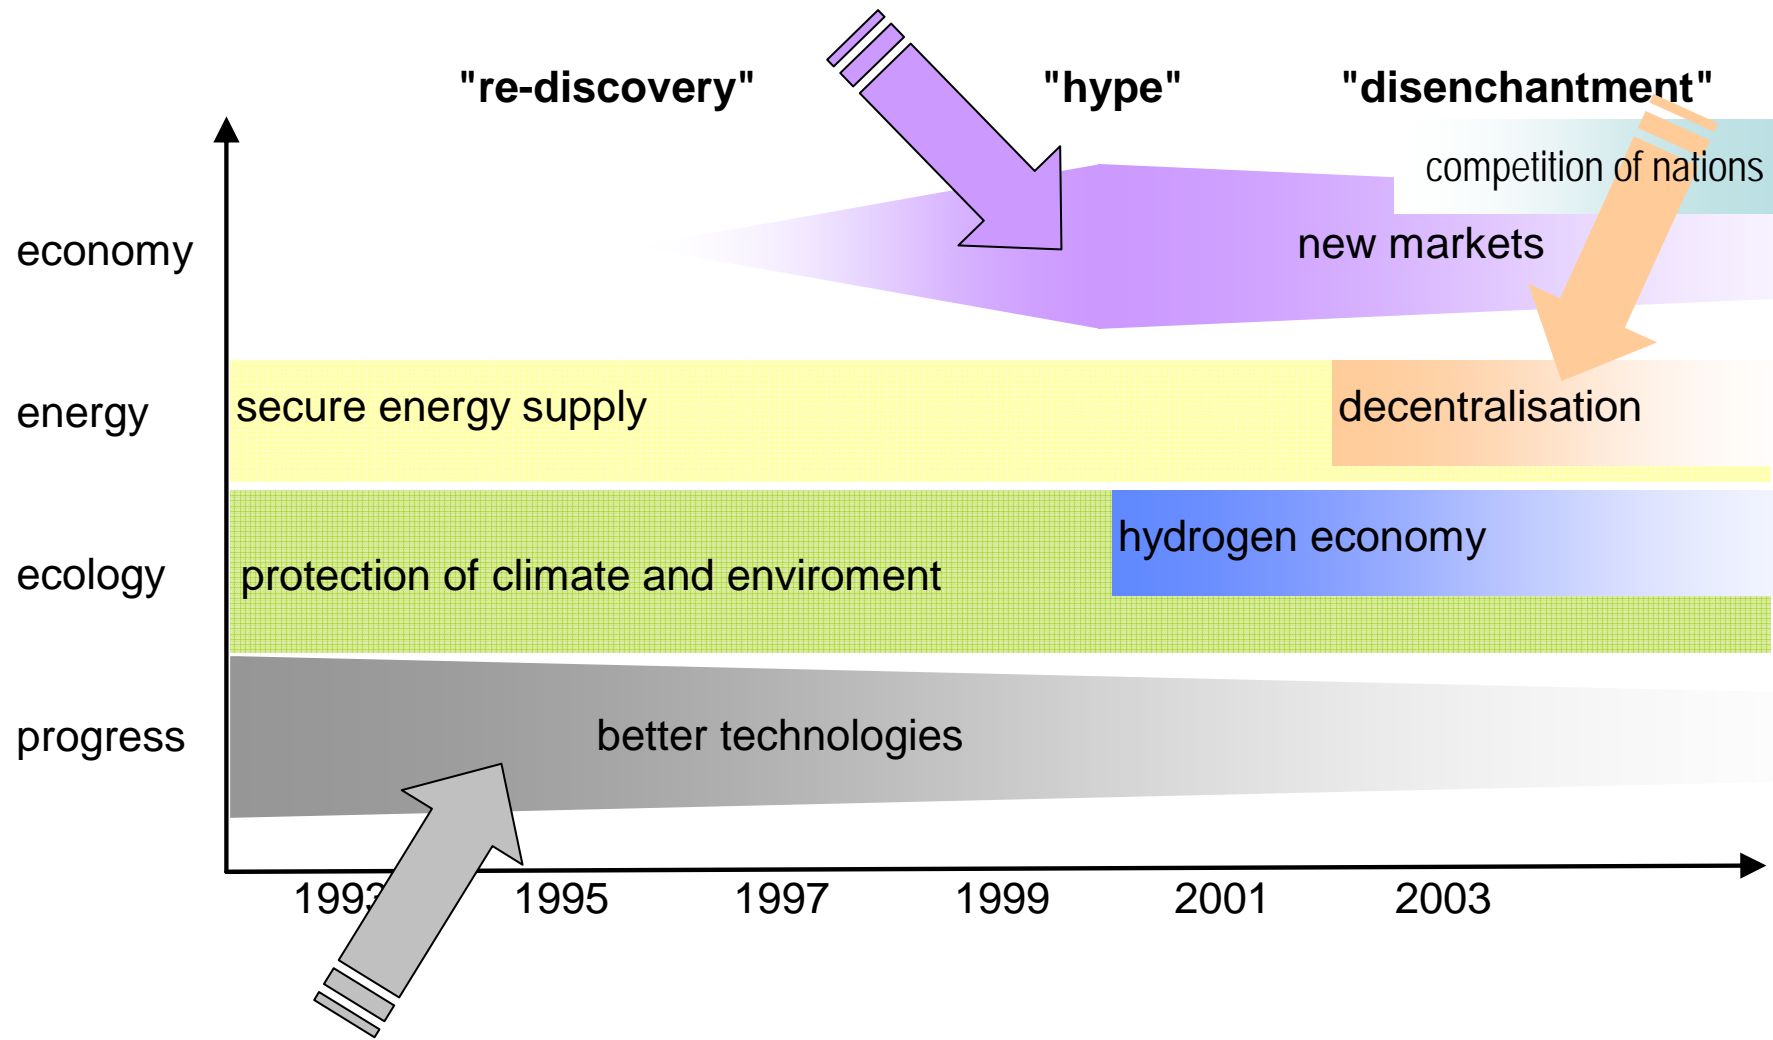 "re-discovery" "hype" "disenchantment"
competition of nations
economy new markets
energy secure energy supply decentralisation
hydrogen economy
ecology protection of climate and enviroment
progress better technologies
1993 1995 1997 1999 2001 2003